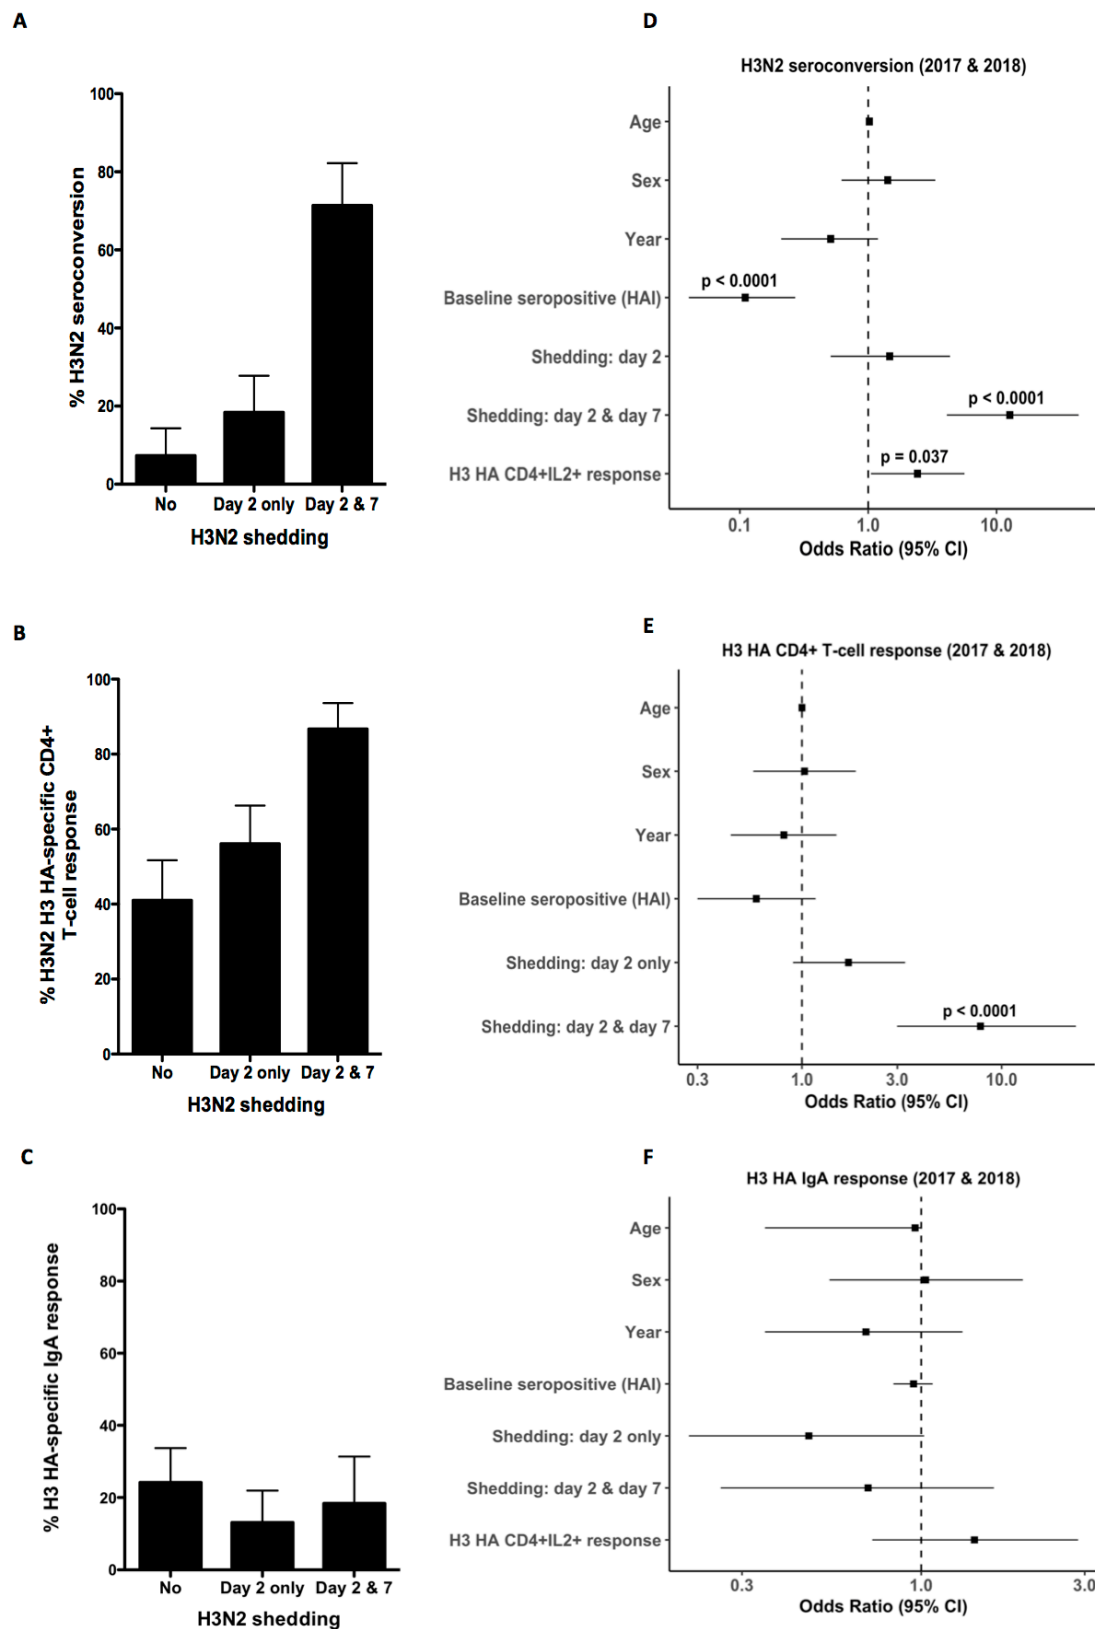 A
% H3N2 seroconversion
100
80
60
40
20
0
No
Day 2 only
Day 2 & 7
H3N2 shedding
D
H3N2 seroconversion (2017 & 2018)
Age
Sex
Year
Baseline seropositive (HAI)
p < 0.0001
Shedding: day 2
Shedding: day 2 & day 7
p < 0.0001
H3 HA CD4+IL2+ response
p = 0.037
0.1
1.0
10.0
Odds Ratio (95% CI)
B
% H3N2 H3 HA-specific CD4+
T-cell response
100
80
60
40
20
0
No
Day 2 only
Day 2 & 7
H3N2 shedding
E
H3 HA CD4+ T-cell response (2017 & 2018)
Age
Sex
Year
Baseline seropositive (HAI)
Shedding: day 2 only
Shedding: day 2 & day 7
p < 0.0001
0.3
1.0
3.0
10.0
Odds Ratio (95% CI)
C
% H3 HA-specific IgA response
100
80
60
40
20
0
No
Day 2 only
Day 2 & 7
H3N2 shedding
F
H3 HA IgA response (2017 & 2018)
Age
Sex
Year
Baseline seropositive (HAI)
Shedding: day 2 only
Shedding: day 2 & day 7
H3 HA CD4+IL2+ response
0.3
1.0
3.0
Odds Ratio (95% CI)